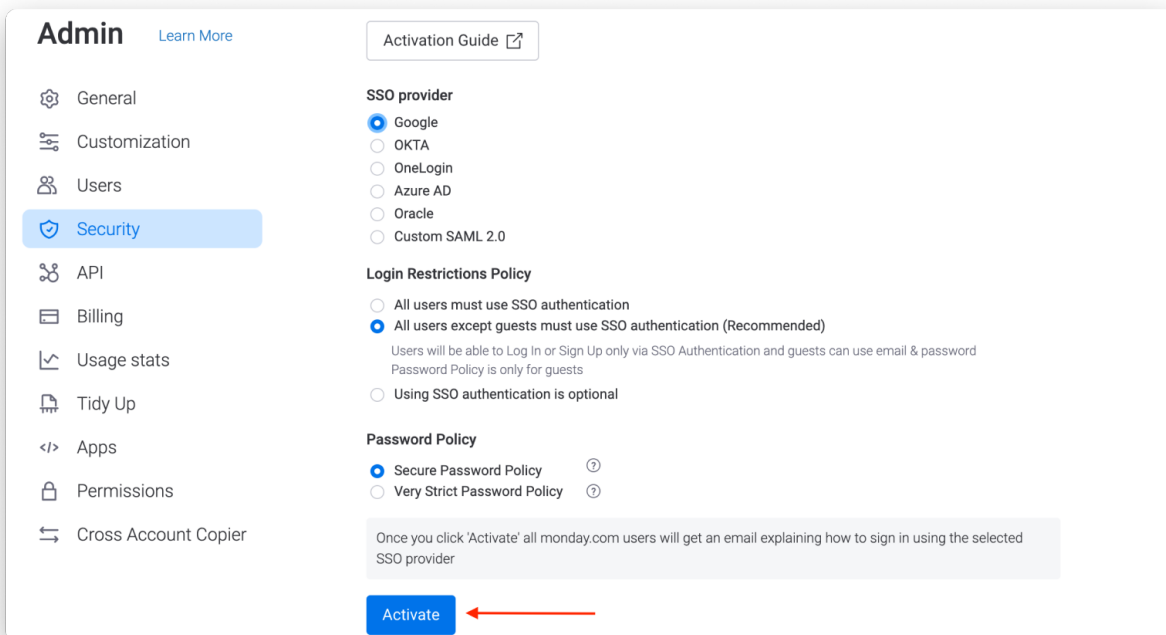 Admin
Learn More
General
Customization
Users
Security
API
Billing
Usage stats
Tidy Up
Apps
Permissions
Cross Account Copier
Activation Guide
SSO provider
Google
OKTA
OneLogin
Azure AD
Oracle
Custom SAML 2.0
Login Restrictions Policy
All users must use SSO authentication
All users except guests must use SSO authentication (Recommended)
Users will be able to Log In or Sign Up only via SSO Authentication and guests can use email & password
Password Policy is only for guests
Using SSO authentication is optional
Password Policy
Secure Password Policy ?
Very Strict Password Policy ?
Once you click 'Activate' all monday.com users will get an email explaining how to sign in using the selected
SSO provider
Activate